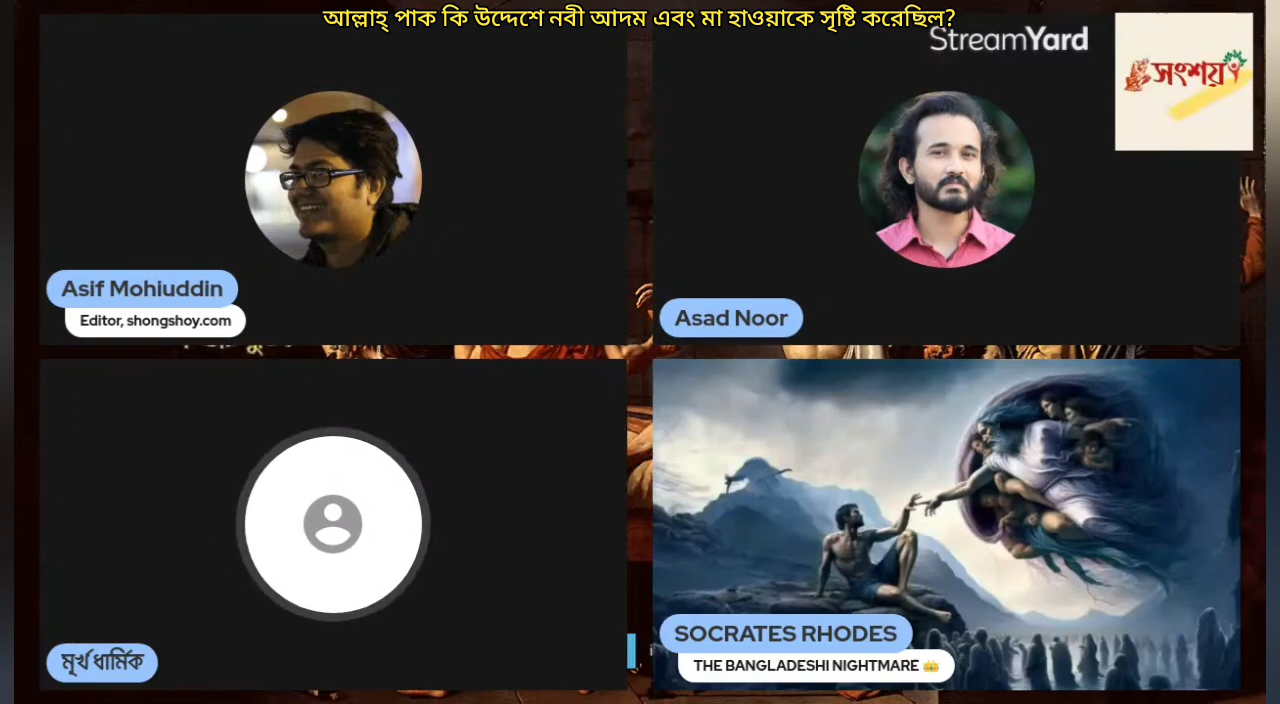 আল্লাহ্ পাক কি উদ্দেশে নবী আদম এবং মা হাওয়াকে সৃষ্টি করেছিল?
StreamYard
সংশয়
Asif Mohiuddin
Editor, shongshoy.com
Asad Noor
মূর্খ ধার্মিক
SOCRATES RHODES
THE BANGLADESHI NIGHTMARE 👑